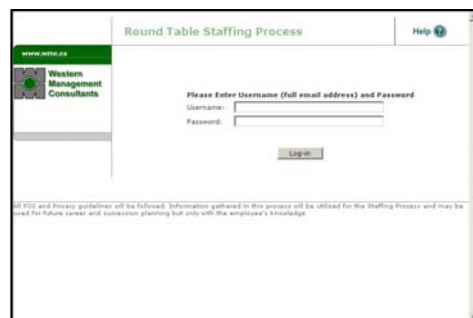 Round Table Staffing Process
Help ?
www.wmc.ca
Western
Management
Consultants
Please Enter Username (full email address) and Password
Username:
Password:
Log-in
All FOI and Privacy guidelines will be followed. Information gathered in this process will be utilized for the Staffing Process and may be
used for future career and succession planning but only with the employee's knowledge